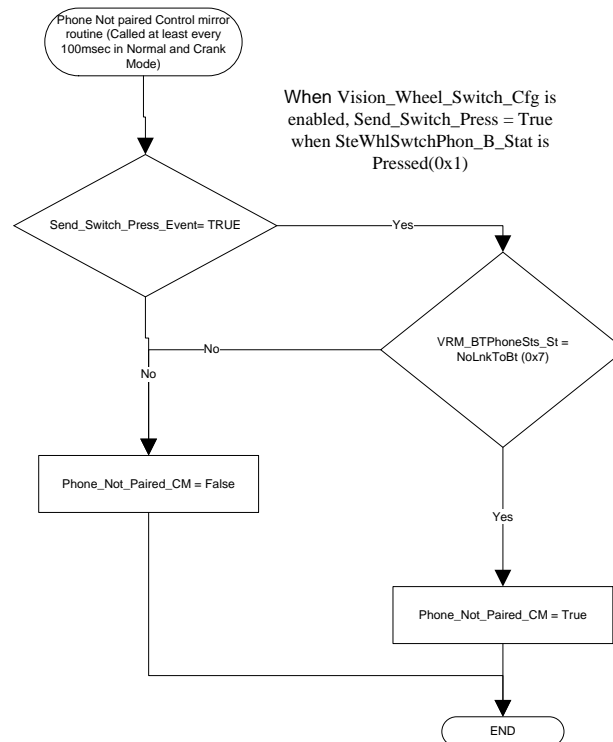 Phone Not paired Control mirror
routine (Called at least every
100msec in Normal and Crank
Mode)
When Vision_Wheel_Switch_Cfg is
enabled, Send_Switch_Press = True
when SteWhlSwtchPhon_B_Stat is
Pressed(0x1)
Send_Switch_Press_Event= TRUE
Yes
VRM_BTPhoneSts_St =
NoLnkToBt (0x7)
No
No
Phone_Not_Paired_CM = False
Yes
Phone_Not_Paired_CM = True
END